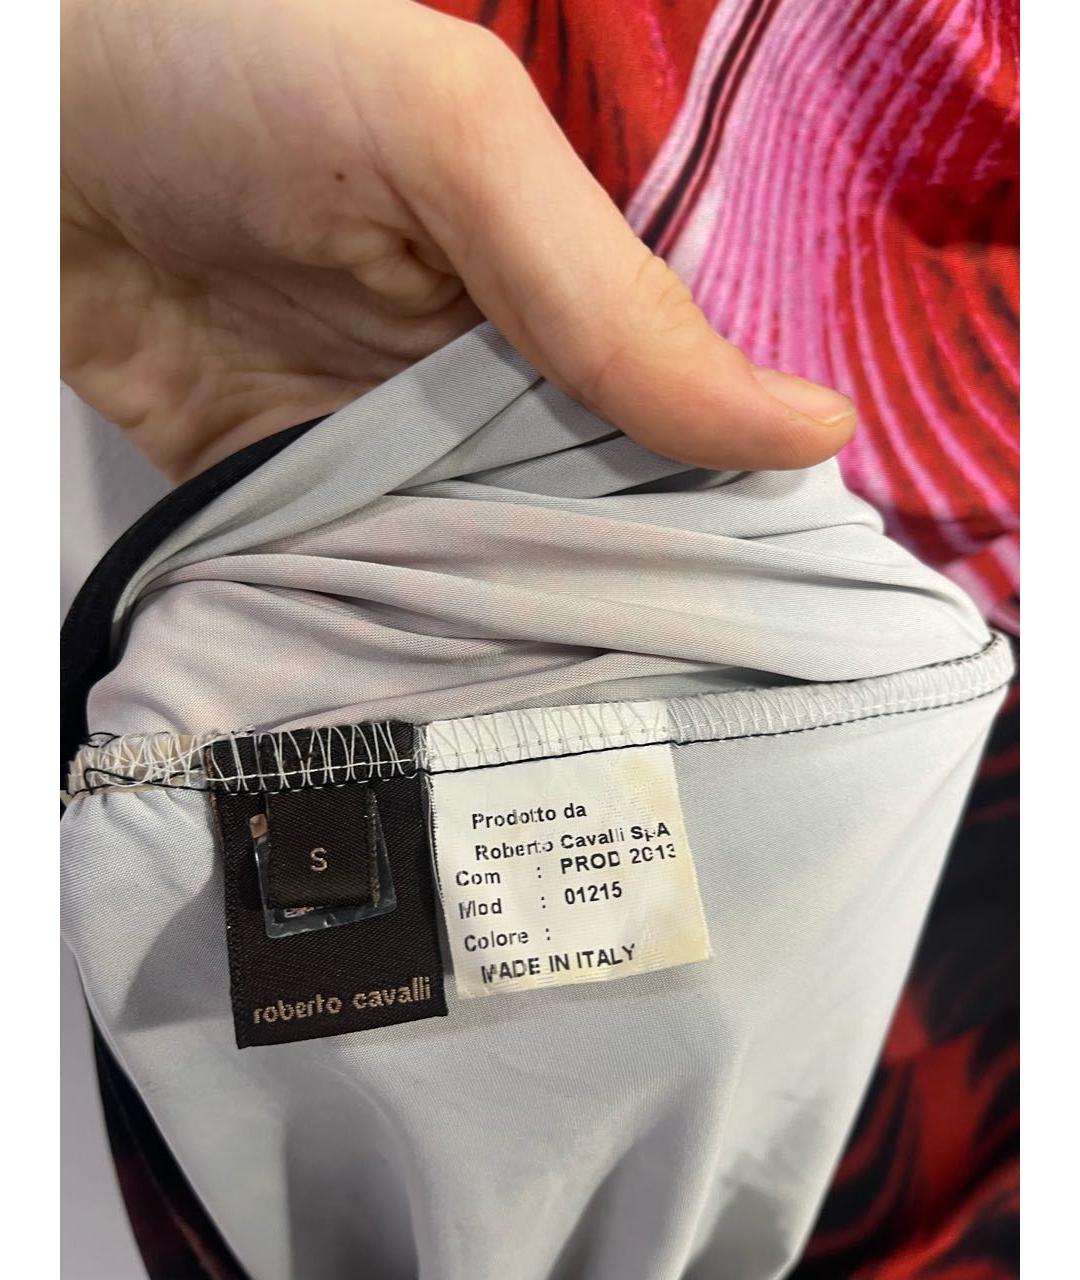 S
roberto cavalli
Prodotto da
Roberto Cavalli SpA
Com : PROD 2013
Mod : 01215
Colore :
MADE IN ITALY